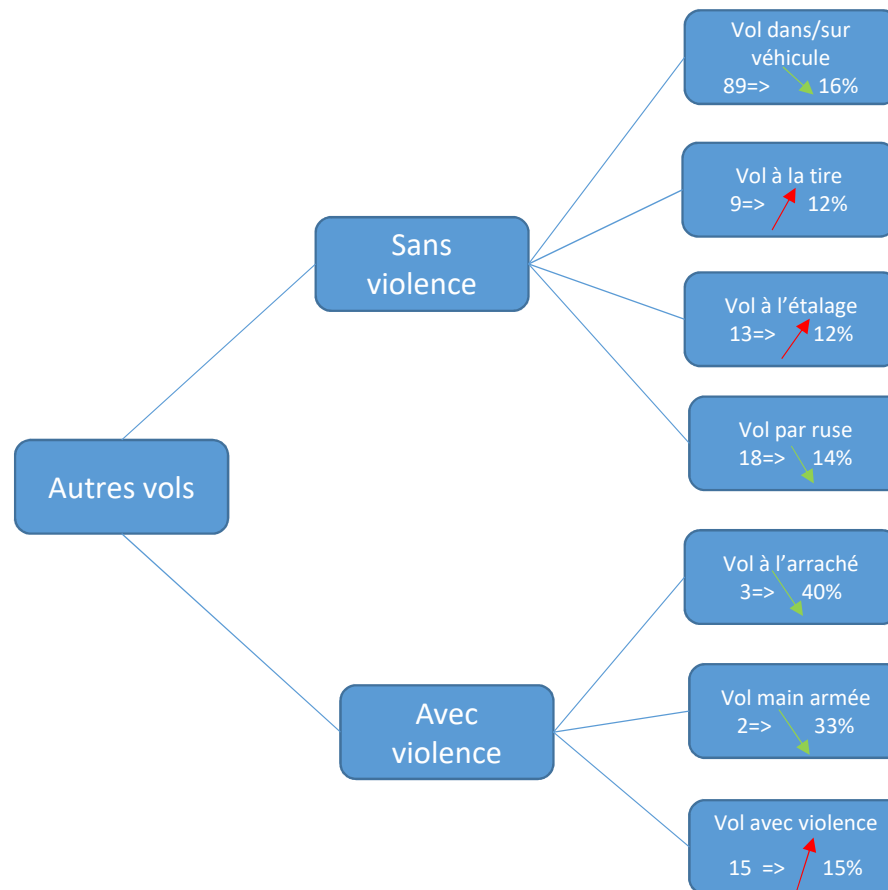 Vol dans/sur
véhicule
89=> 16%
Vol à la tire
9=> 12%
Sans
violence
Vol à l’étalage
13=> 12%
Vol par ruse
18=> 14%
Autres vols
Vol à l’arraché
3=> 40%
Vol main armée
2=> 33%
Avec
violence
Vol avec violence
15 => 15%